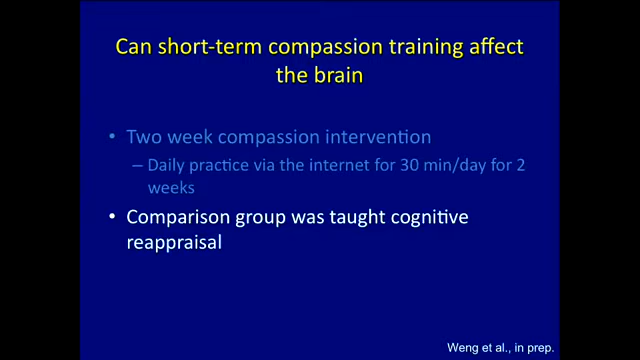 Can short-term compassion training affect
the brain
• Two week compassion intervention
– Daily practice via the internet for 30 min/day for 2
weeks
• Comparison group was taught cognitive
reappraisal
Weng et al., in prep.